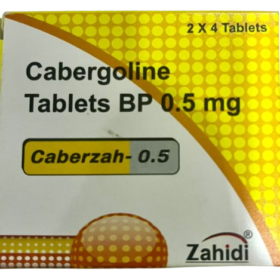 2 X 4 Tablets
Cabergoline
Tablets BP 0.5 mg
Caberzah- 0.5
Zahidi®